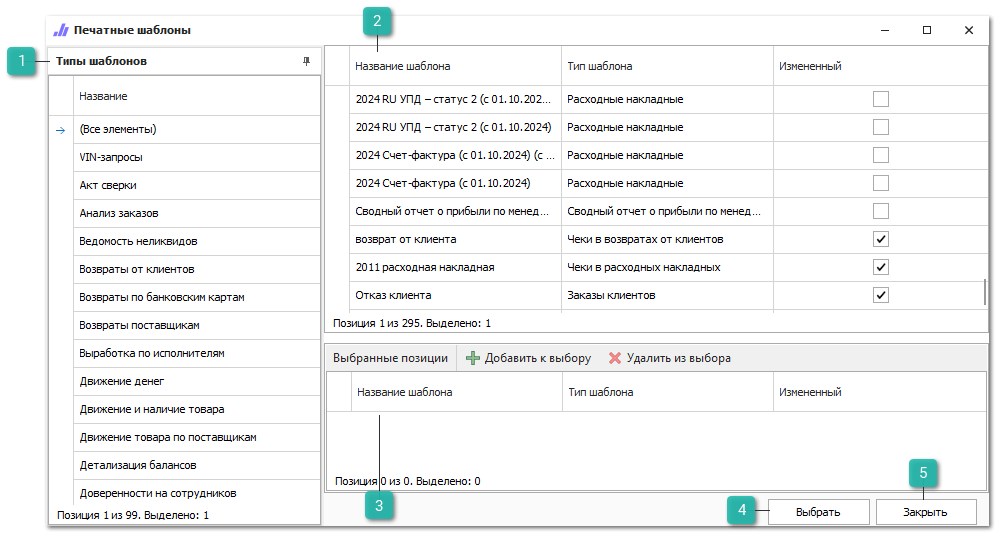 2
Печатные шаблоны
1
Типы шаблонов
Название
(Все элементы)
VIN-запросы
Акт сверки
Анализ заказов
Ведомость неликвидов
Возвраты от клиентов
Возвраты по банковским картам
Возвраты поставщикам
Выработка по исполнителям
Движение денег
Движение и наличие товара
Движение товара по поставщикам
Детализация балансов
Доверенности на сотрудников
Позиция 1 из 99. Выделено: 1
Название шаблона Тип шаблона Измененный
2024 RU УПД – статус 2 (с 01.10.202... Расходные накладные
2024 RU УПД – статус 2 (с 01.10.2024) Расходные накладные
2024 Счет-фактура (с 01.10.2024) (с ... Расходные накладные
2024 Счет-фактура (с 01.10.2024) Расходные накладные
Сводный отчет о прибыли по менед... Сводный отчет о прибыли по менед...
возврат от клиента Чеки в возвратах от клиентов
2011 расходная накладная Чеки в расходных накладных
Отказ клиента Заказы клиентов
Позиция 1 из 295. Выделено: 1
Выбранные позиции Добавить к выбору Удалить из выбора
Название шаблона Тип шаблона Измененный
Позиция 0 из 0. Выделено: 0
3
4
5
Выбрать Закрыть